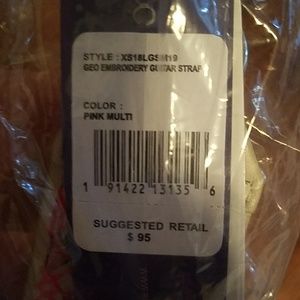 STYLE : XS18LGSM19
GEO EMBROIDERY GUITAR STRAP
COLOR :
PINK MULTI
1 91422 13135 6
SUGGESTED RETAIL
$ 95